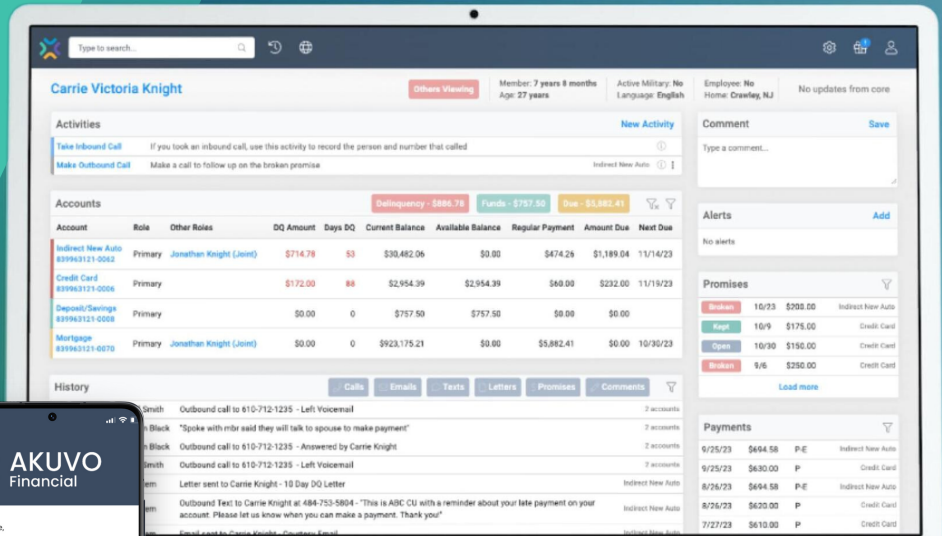 Type to search...
Carrie Victoria Knight
Others Viewing
Member: 7 years 8 months
Age: 27 years
Active Military: No
Language: English
Employee: No
Home: Crawley, NJ
No updates from core
Activities
New Activity
Take Inbound Call If you took an inbound call, use this activity to record the person and number that called
Make Outbound Call Make a call to follow up on the broken promise Indirect New Auto
Accounts
Delinquency - $886.78
Funds - $757.50
Due - $5,882.41
Account Role Other Roles DQ Amount Days DQ Current Balance Available Balance Regular Payment Amount Due Next Due
Indirect New Auto
839963121-0062 Primary Jonathan Knight (Joint) $714.78 53 $30,482.06 $0.00 $474.26 $1,189.04 11/14/23
Credit Card
839963121-0006 Primary $172.00 88 $2,954.39 $2,954.39 $60.00 $232.00 11/19/23
Deposit/Savings
839963121-0008 Primary $0.00 0 $757.50 $757.50 $0.00 $0.00
Mortgage
839963121-0070 Primary Jonathan Knight (Joint) $0.00 0 $923,175.21 $0.00 $5,882.41 $0.00 10/30/23
History
Calls Emails Texts Letters Promises Comments
Smith Outbound call to 610-712-1235 - Left Voicemail 2 accounts
n Black "Spoke with mbr said they will talk to spouse to make payment" 2 accounts
n Black Outbound call to 610-712-1235 - Answered by Carrie Knight 2 accounts
Smith Outbound call to 610-712-1235 - Left Voicemail 2 accounts
em Letter sent to Carrie Knight - 10 Day DQ Letter Indirect New Auto
em Outbound Text to Carrie Knight at 484-753-5804 - "This is ABC CU with a reminder about your late payment on your
account. Please let us know when you can make a payment. Thank you!" Indirect New Auto
em Email sent to Carrie Knight - Courtesy Email Indirect New Auto
Comment Save
Type a comment...
Alerts Add
No alerts
Promises
Broken 10/23 $200.00 Indirect New Auto
Kept 10/9 $175.00 Credit Card
Open 10/30 $150.00 Credit Card
Broken 9/6 $250.00 Credit Card
Load more
Payments
9/25/23 $694.58 P-E Indirect New Auto
9/25/23 $630.00 P Credit Card
8/26/23 $694.58 P-E Indirect New Auto
8/26/23 $620.00 P Credit Card
7/27/23 $610.00 P Credit Card
AKUVO
Financial